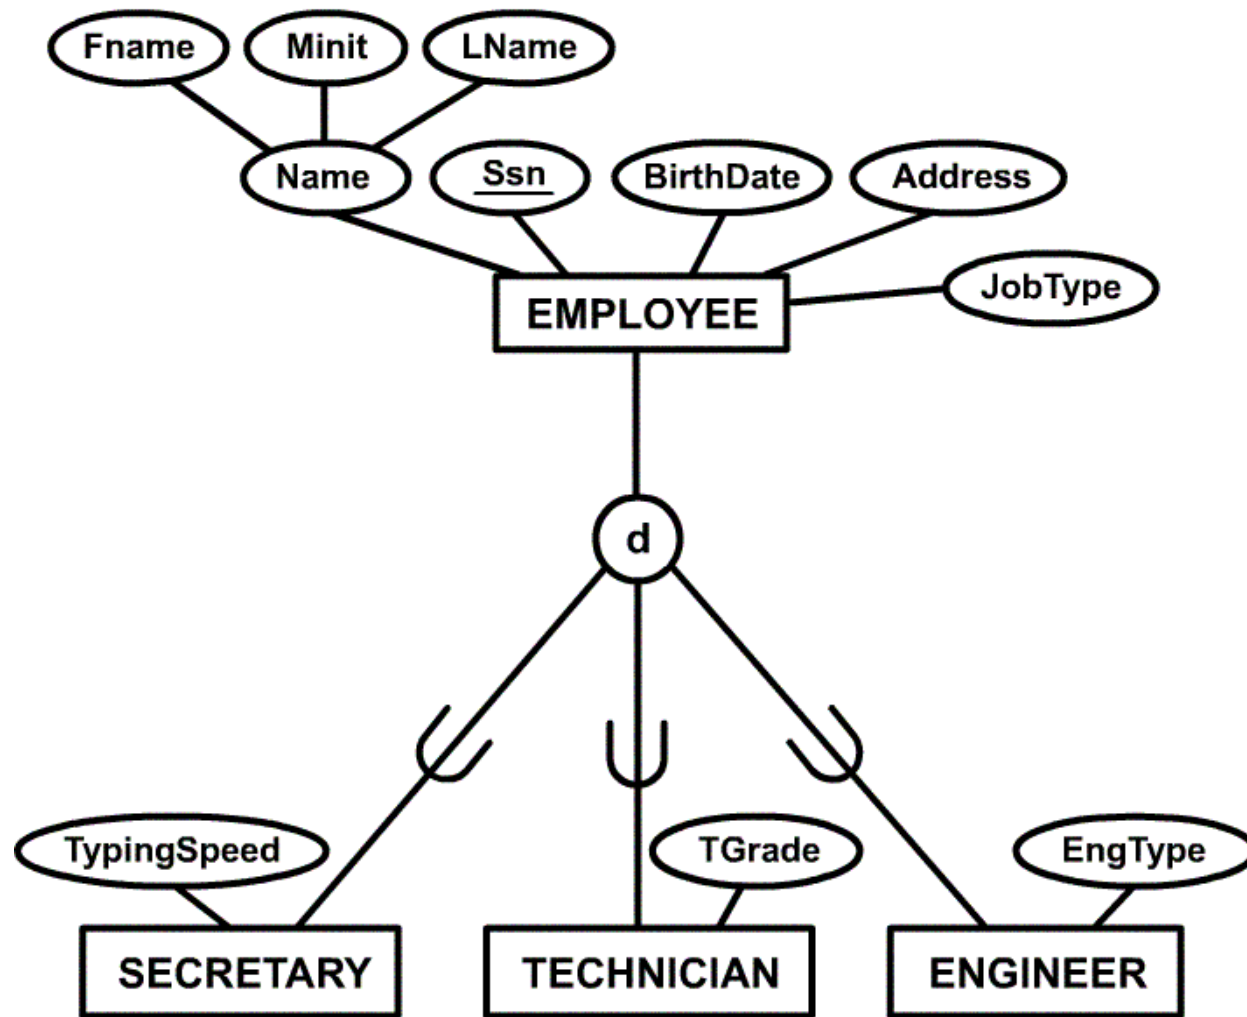 Fname Minit LName
Name Ssn BirthDate Address
JobType
EMPLOYEE
d
TypingSpeed TGrade EngType
SECRETARY TECHNICIAN ENGINEER